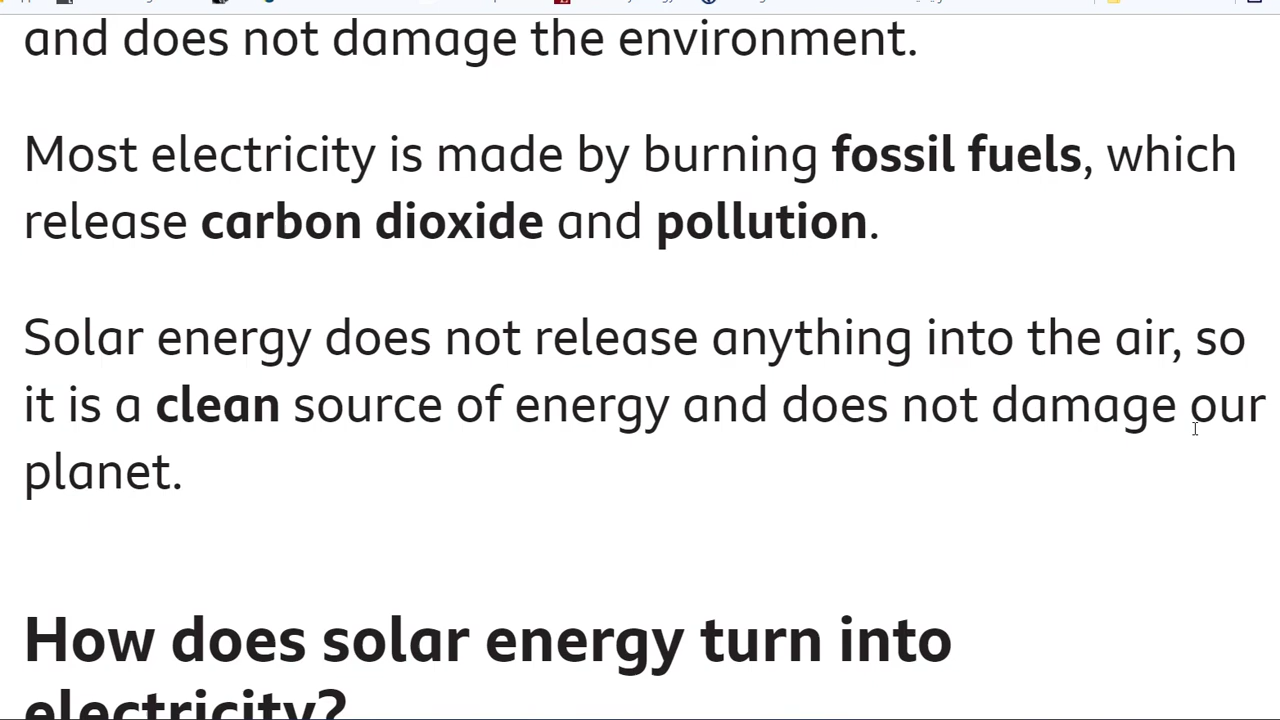 and does not damage the environment.
Most electricity is made by burning fossil fuels, which
release carbon dioxide and pollution.
Solar energy does not release anything into the air, so
it is a clean source of energy and does not damage our
planet.
How does solar energy turn into
electricity?